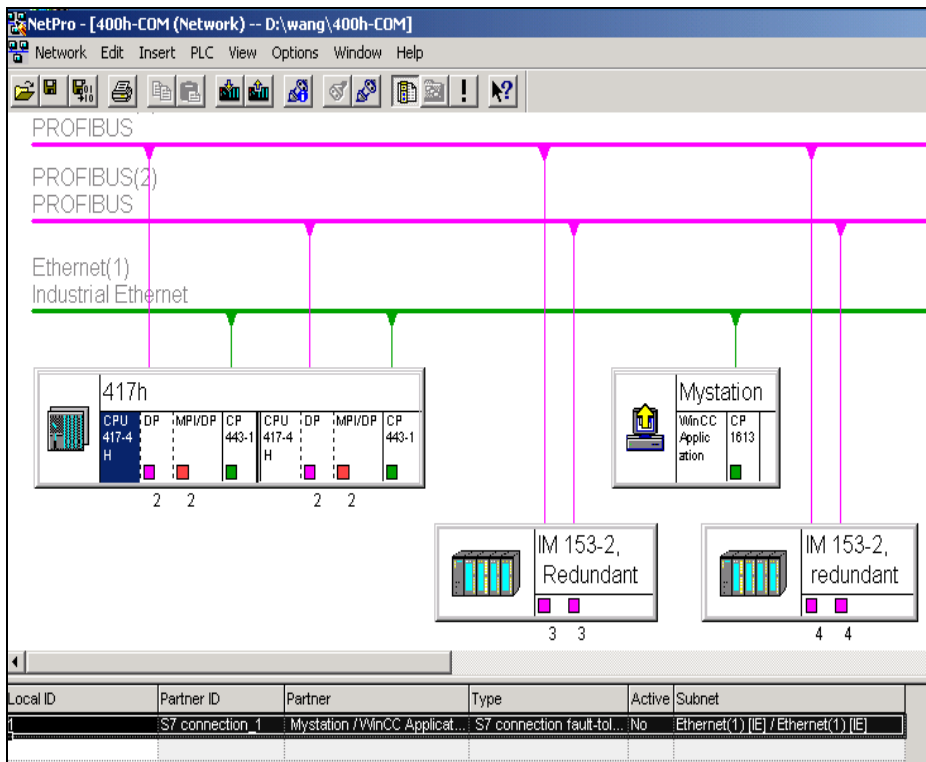 NetPro - [400h-COM (Network) -- D:\wang\400h-COM]
Network Edit Insert PLC View Options Window Help
PROFIBUS
PROFIBUS(2)
PROFIBUS
Ethernet(1)
Industrial Ethernet
417h
CPU 417-4 H
DP
MPI/DP
CP 443-1
CPU 417-4 H
DP
MPI/DP
CP 443-1
2 2 2 2
Mystation
WinCC Applic ation
CP 1613
IM 153-2,
Redundant
3 3
IM 153-2,
redundant
4 4
Local ID Partner ID Partner Type Active Subnet
1 S7 connection_1 Mystation / WinCC Applicat... S7 connection fault-tol... No Ethernet(1) [IE] / Ethernet(1) [IE]